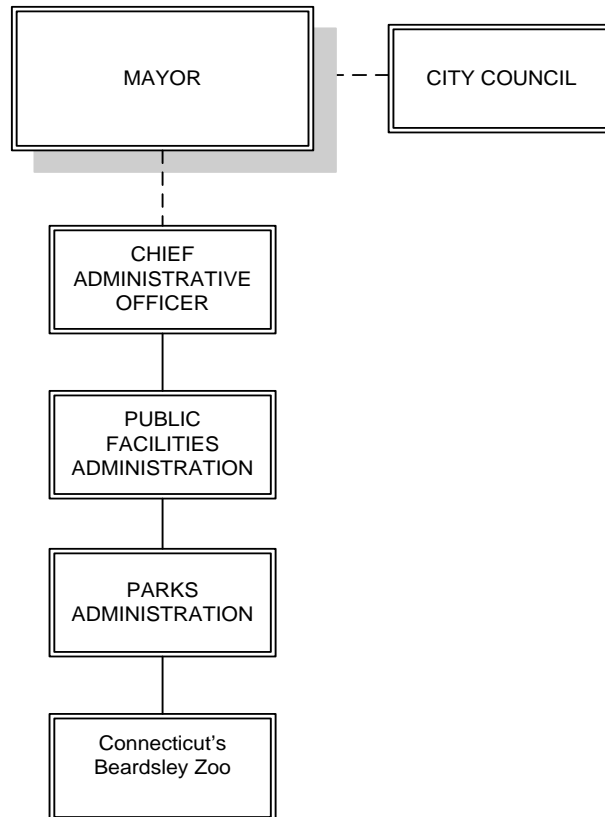 MAYOR
CITY COUNCIL
CHIEF
ADMINISTRATIVE
OFFICER
PUBLIC
FACILITIES
ADMINISTRATION
PARKS
ADMINISTRATION
Connecticut’s
Beardsley Zoo